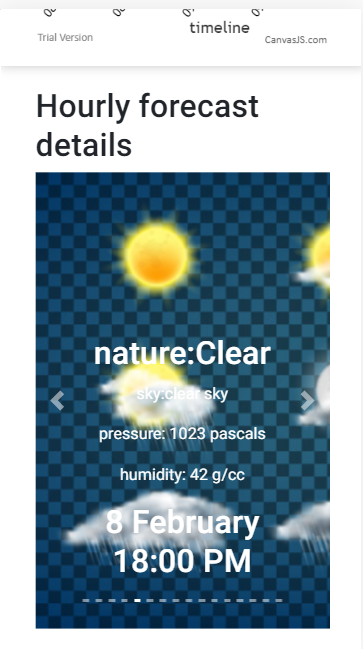 timeline
Trial Version
CanvasJS.com
Hourly forecast
details
nature:Clear
sky:clear sky
pressure: 1023 pascals
humidity: 42 g/cc
8 February
18:00 PM